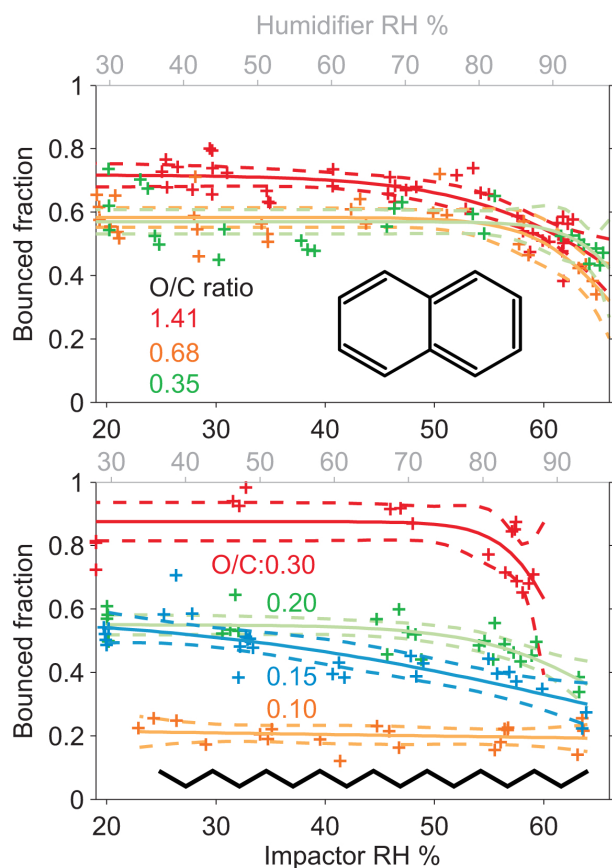 Humidifier RH %
30 40 50 60 70 80 90
1
0.8
0.6
0.4
0.2
0
Bounced fraction
O/C ratio
1.41
0.68
0.35
20 30 40 50 60
30 40 50 60 70 80 90
1
0.8
0.6
0.4
0.2
0
Bounced fraction
O/C:0.30
0.20
0.15
0.10
20 30 40 50 60
Impactor RH %